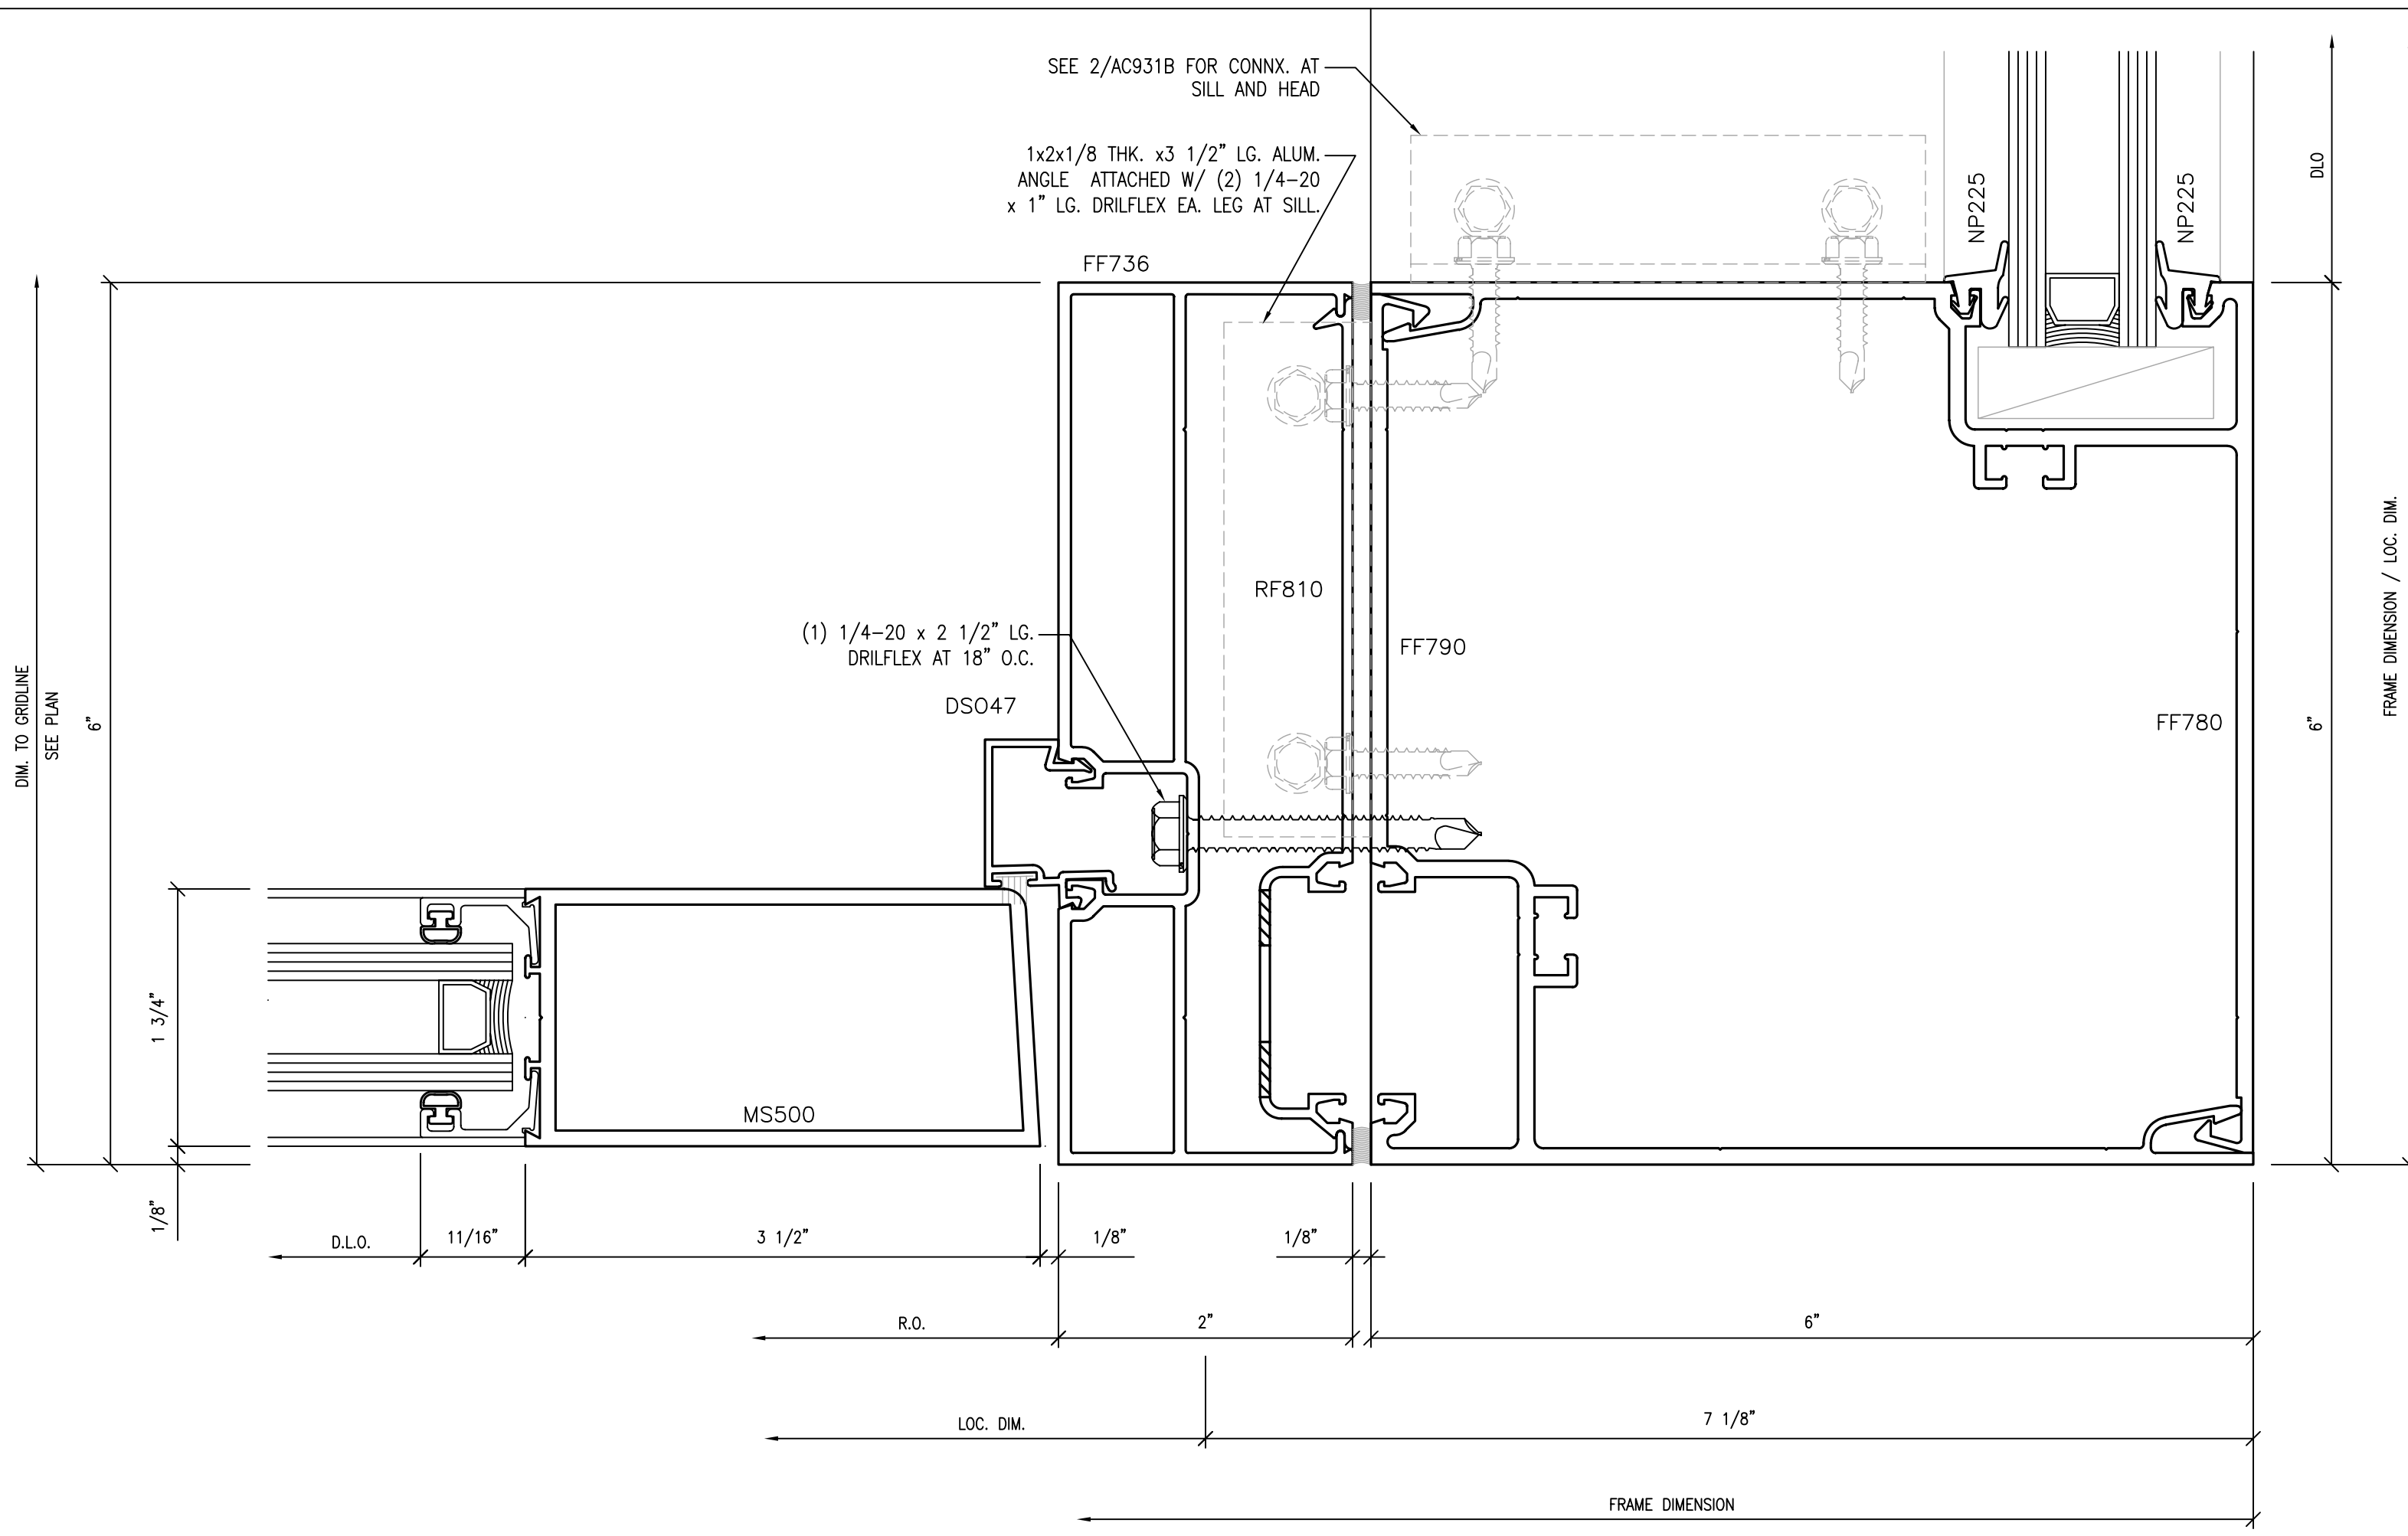 SEE 2/AC931B FOR CONNX. AT
SILL AND HEAD
1x2x1/8 THK. x3 1/2" LG. ALUM.
ANGLE ATTACHED W/ (2) 1/4-20
x 1" LG. DRILFLEX EA. LEG AT SILL.
FF736
NP225
NP225
DLO
RF810
FF790
FF780
(1) 1/4-20 x 2 1/2" LG.
DRILFLEX AT 18" O.C.
DS047
DIM. TO GRIDLINE
SEE PLAN
6"
6"
FRAME DIMENSION / LOC. DIM.
1 3/4"
MS500
1/8"
D.L.O.
11/16"
3 1/2"
1/8"
1/8"
R.O.
2"
6"
LOC. DIM.
7 1/8"
FRAME DIMENSION